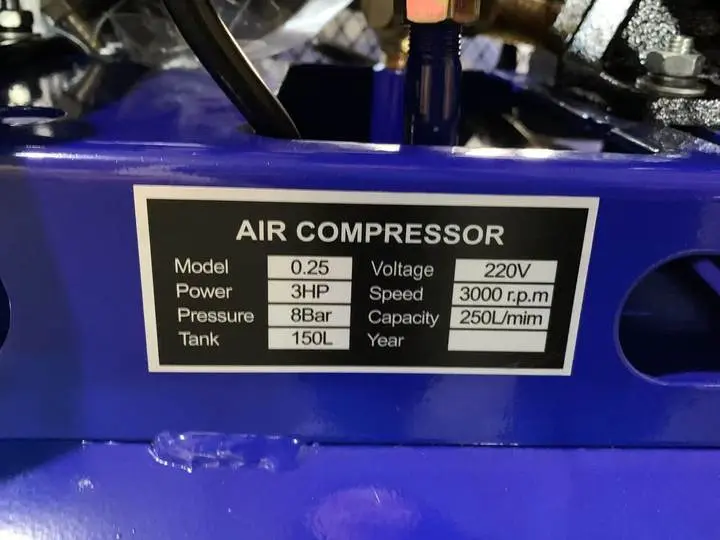 AIR COMPRESSOR
Model 0.25 Voltage 220V
Power 3HP Speed 3000 r.p.m
Pressure 8Bar Capacity 250L/mim
Tank 150L Year